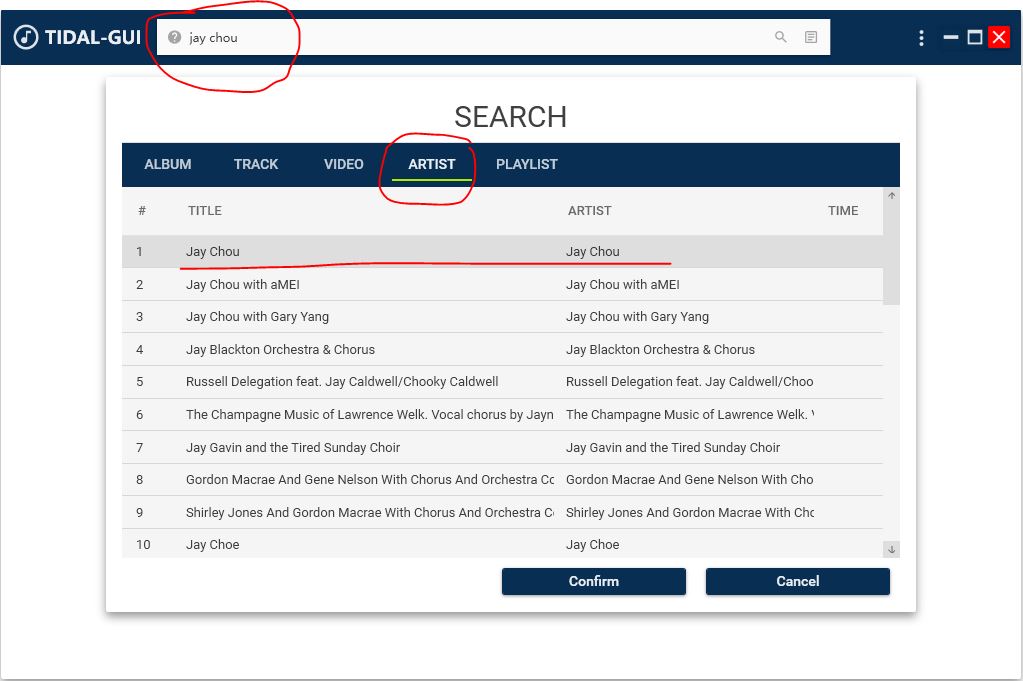 TIDAL-GUI
jay chou
SEARCH
ALBUM TRACK VIDEO ARTIST PLAYLIST
# TITLE ARTIST TIME
1 Jay Chou Jay Chou
2 Jay Chou with aMEI Jay Chou with aMEI
3 Jay Chou with Gary Yang Jay Chou with Gary Yang
4 Jay Blackton Orchestra & Chorus Jay Blackton Orchestra & Chorus
5 Russell Delegation feat. Jay Caldwell/Chooky Caldwell Russell Delegation feat. Jay Caldwell/Choo
6 The Champagne Music of Lawrence Welk. Vocal chorus by Jayn The Champagne Music of Lawrence Welk.
7 Jay Gavin and the Tired Sunday Choir Jay Gavin and the Tired Sunday Choir
8 Gordon Macrae And Gene Nelson With Chorus And Orchestra Co Gordon Macrae And Gene Nelson With Cho
9 Shirley Jones And Gordon Macrae With Chorus And Orchestra Co Shirley Jones And Gordon Macrae With Cho
10 Jay Choe Jay Choe
Confirm Cancel